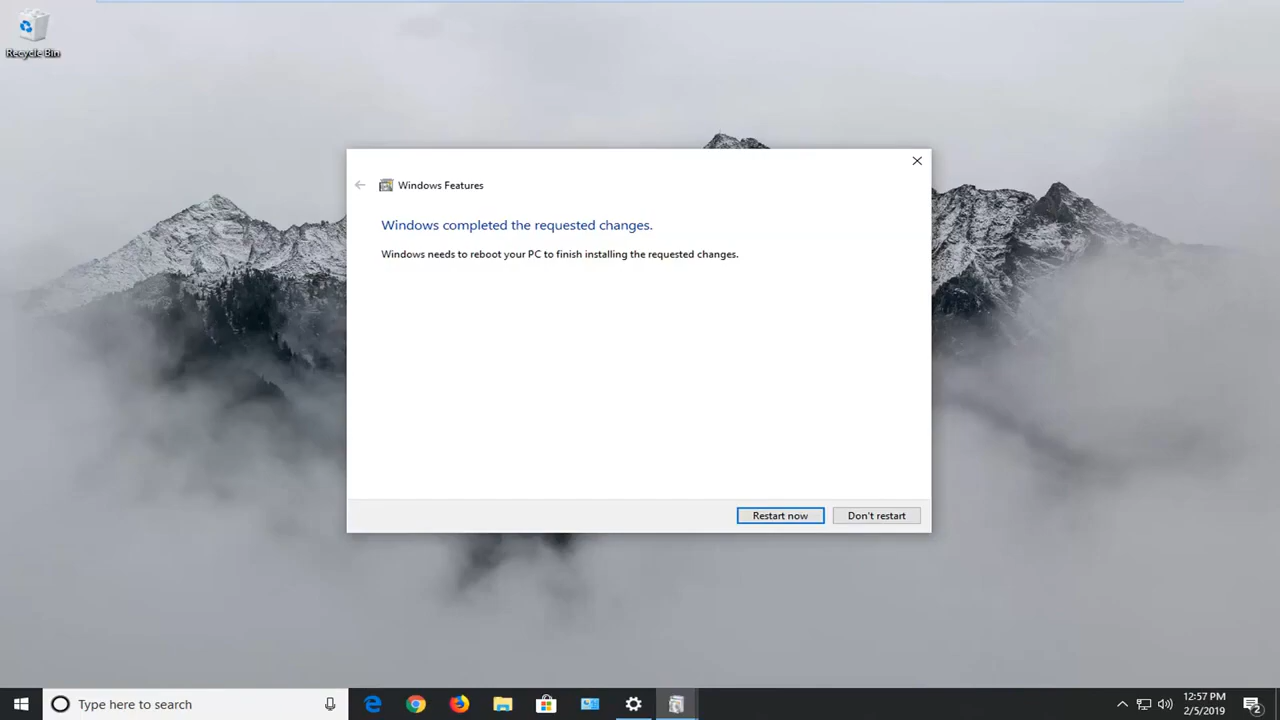 Recycle Bin
Windows Features
Windows completed the requested changes.
Windows needs to reboot your PC to finish installing the requested changes.
Restart now
Don't restart
Type here to search
12:57 PM
2/5/2019
2